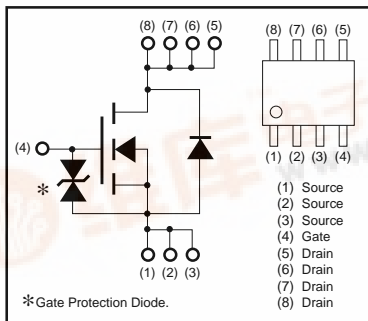 (8) (7) (6) (5)
(8) (7) (6) (5)
(4)
*
(1) (2) (3) (4)
(1) (2) (3)
(1) Source
(2) Source
(3) Source
(4) Gate
(5) Drain
(6) Drain
(7) Drain
(8) Drain
*Gate Protection Diode.